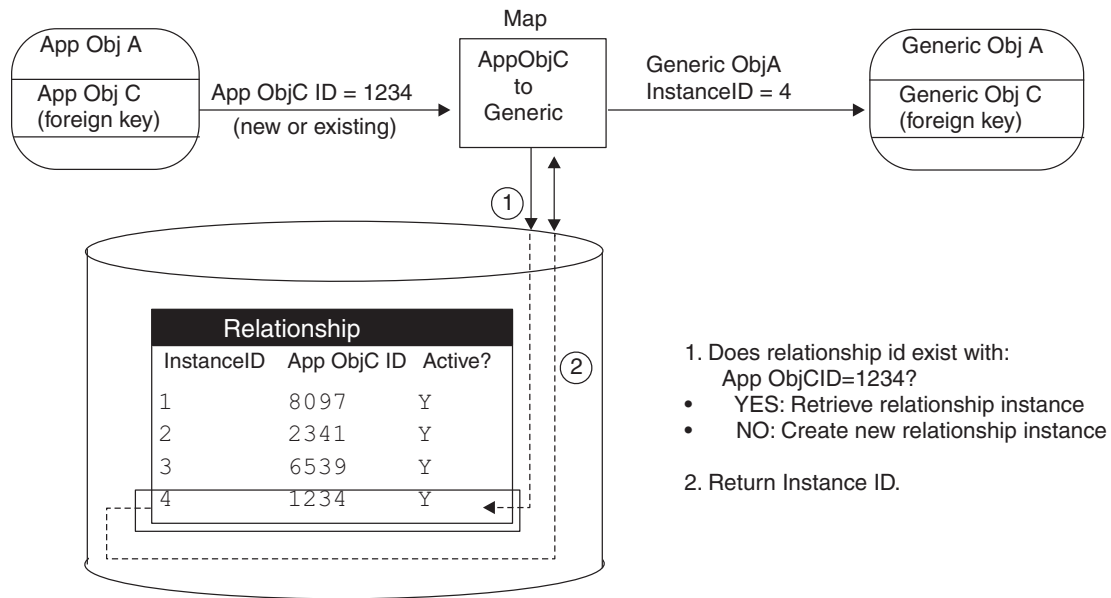 Map
App Obj A
App Obj C
(foreign key)
App ObjC ID = 1234
(new or existing)
AppObjC
to
Generic
Generic ObjA
InstanceID = 4
Generic Obj A
Generic Obj C
(foreign key)
1
2
Relationship
InstanceID App ObjC ID Active?
1 8097 Y
2 2341 Y
3 6539 Y
4 1234 Y
1. Does relationship id exist with:
App ObjCID=1234?
• YES: Retrieve relationship instance
• NO: Create new relationship instance
2. Return Instance ID.